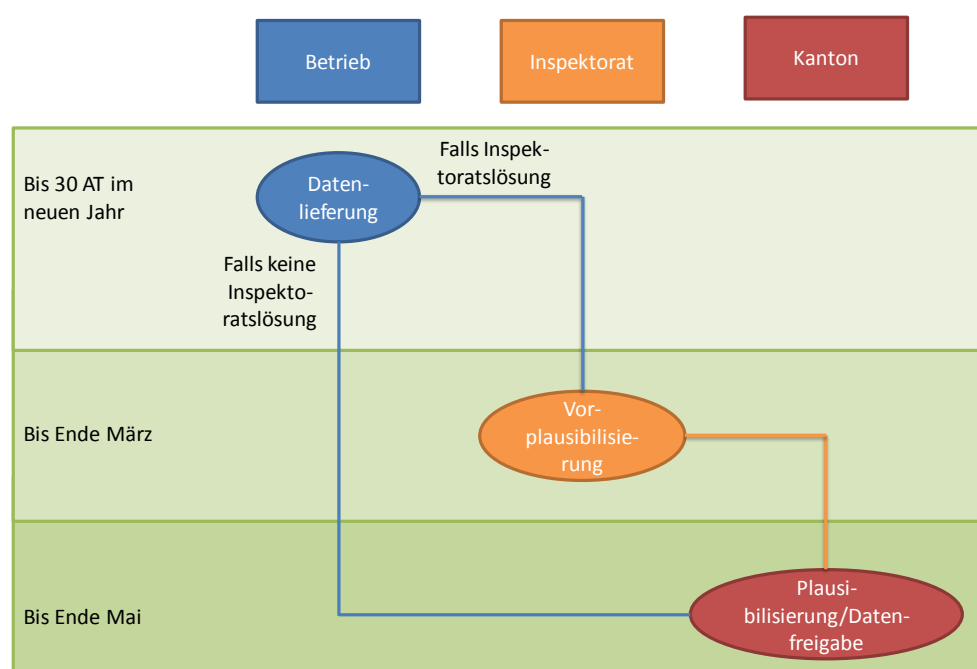 Betrieb
Inspektorat
Kanton
Bis 30 AT im
neuen Jahr
Daten-
lieferung
Falls Inspek-
toratslösung
Falls keine
Inspekto-
ratslösung
Bis Ende März
Vor-
plausibilisie-
rung
Bis Ende Mai
Plausi-
bilisierung/Daten-
freigabe